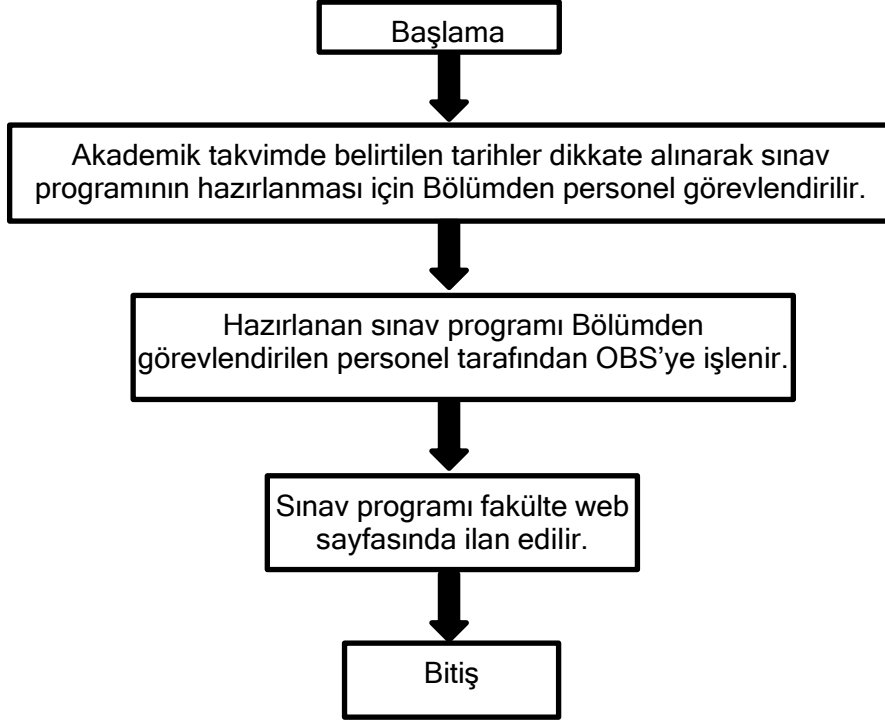 Başlama
Akademik takvimde belirtilen tarihler dikkate alınarak sınav
programının hazırlanması için Bölümden personel görevlendirilir.
Hazırlanan sınav programı Bölümden
görevlendirilen personel tarafından OBS’ye işlenir.
Sınav programı fakülte web
sayfasında ilan edilir.
Bitiş